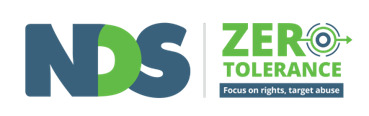 NDS
ZERO
TOLERANCE
Focus on rights, target abuse